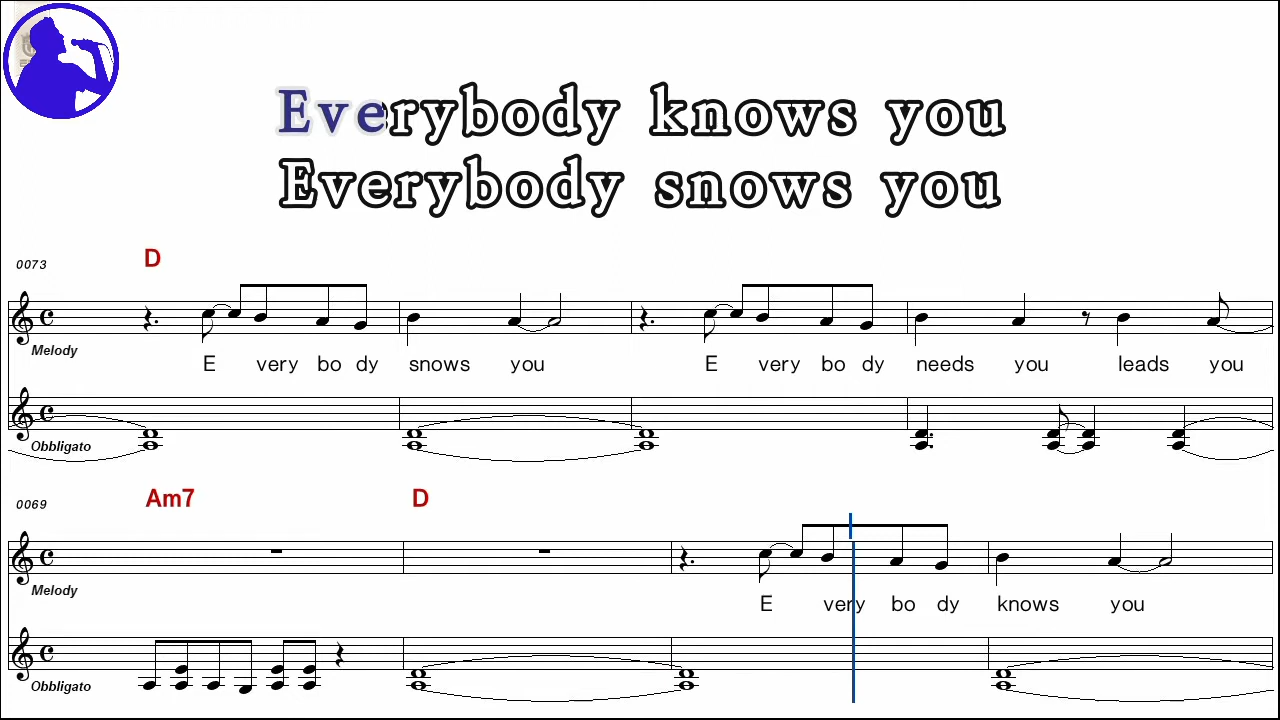 Everybody knows you
Everybody snows you
D
0073
Melody
E very bo dy snows you E very bo dy needs you leads you
Obbligato
Am7 D
0069
Melody
E very bo dy knows you
Obbligato